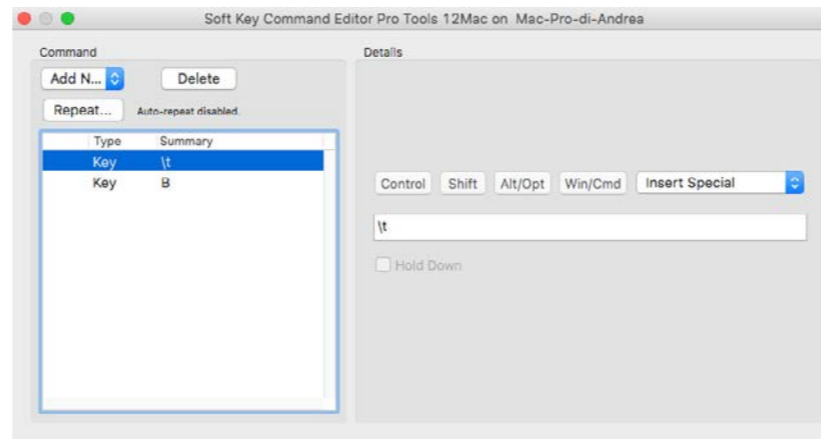 Soft Key Command Editor Pro Tools 12Mac on Mac-Pro-di-Andrea
Command
Add N...
Delete
Repeat...
Auto-repeat disabled.
Type Summary
Key \t
Key B
Details
Control Shift Alt/Opt Win/Cmd Insert Special
\t
Hold Down